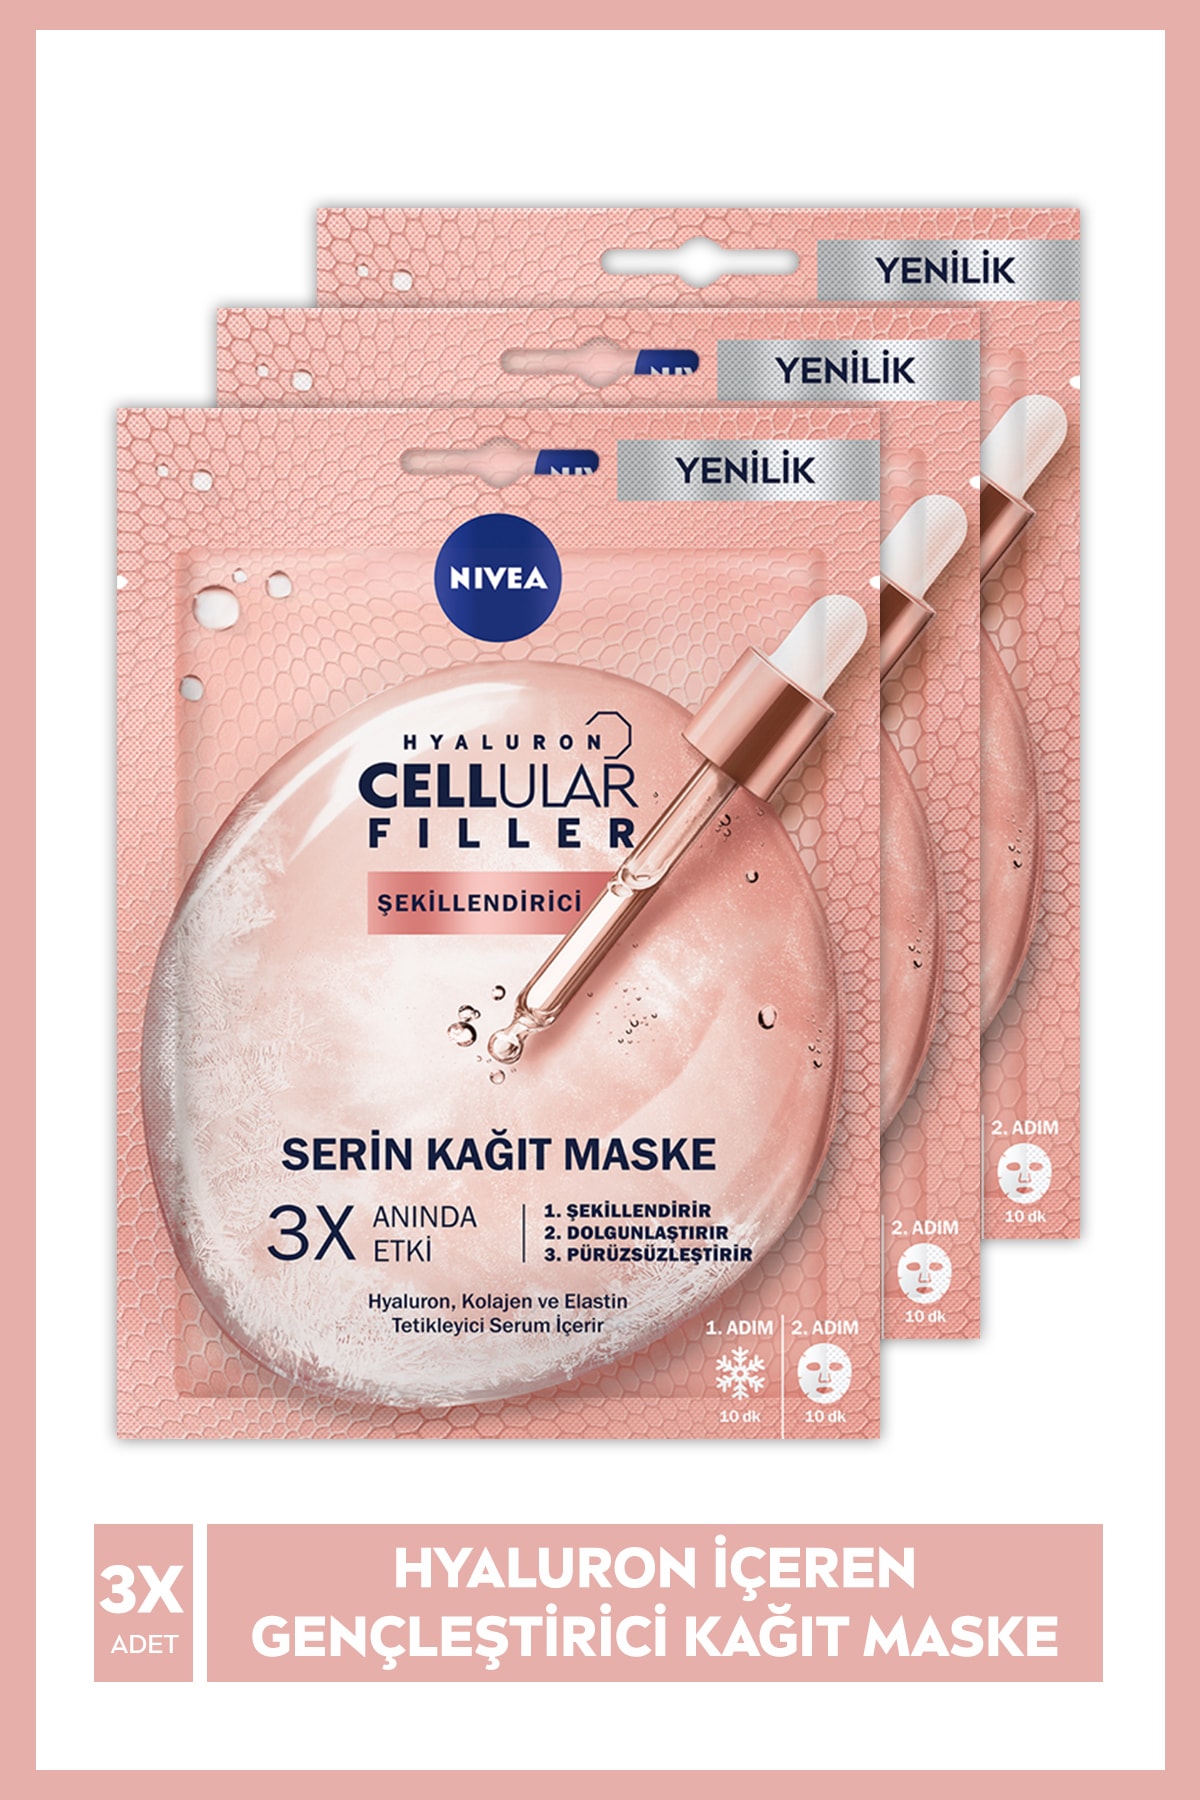 YENİLİK
YENİLİK
YENİLİK
NIVEA
HYALURON
CELLULAR
FILLER
ŞEKİLLENDİRİCİ
SERİN KAĞIT MASKE
3X ANINDA ETKİ
1. ŞEKİLLENDİRİR
2. DOLGUNLAŞTIRIR
3. PÜRÜZSÜZLEŞTİRİR
Hyaluron, Kolajen ve Elastin
Tetikleyici Serum İçerir
1. ADIM
10 dk
2. ADIM
10 dk
2. ADIM
10 dk
2. ADIM
10 dk
3X
ADET
HYALURON İÇEREN
GENÇLEŞTİRİCİ KAĞIT MASKE